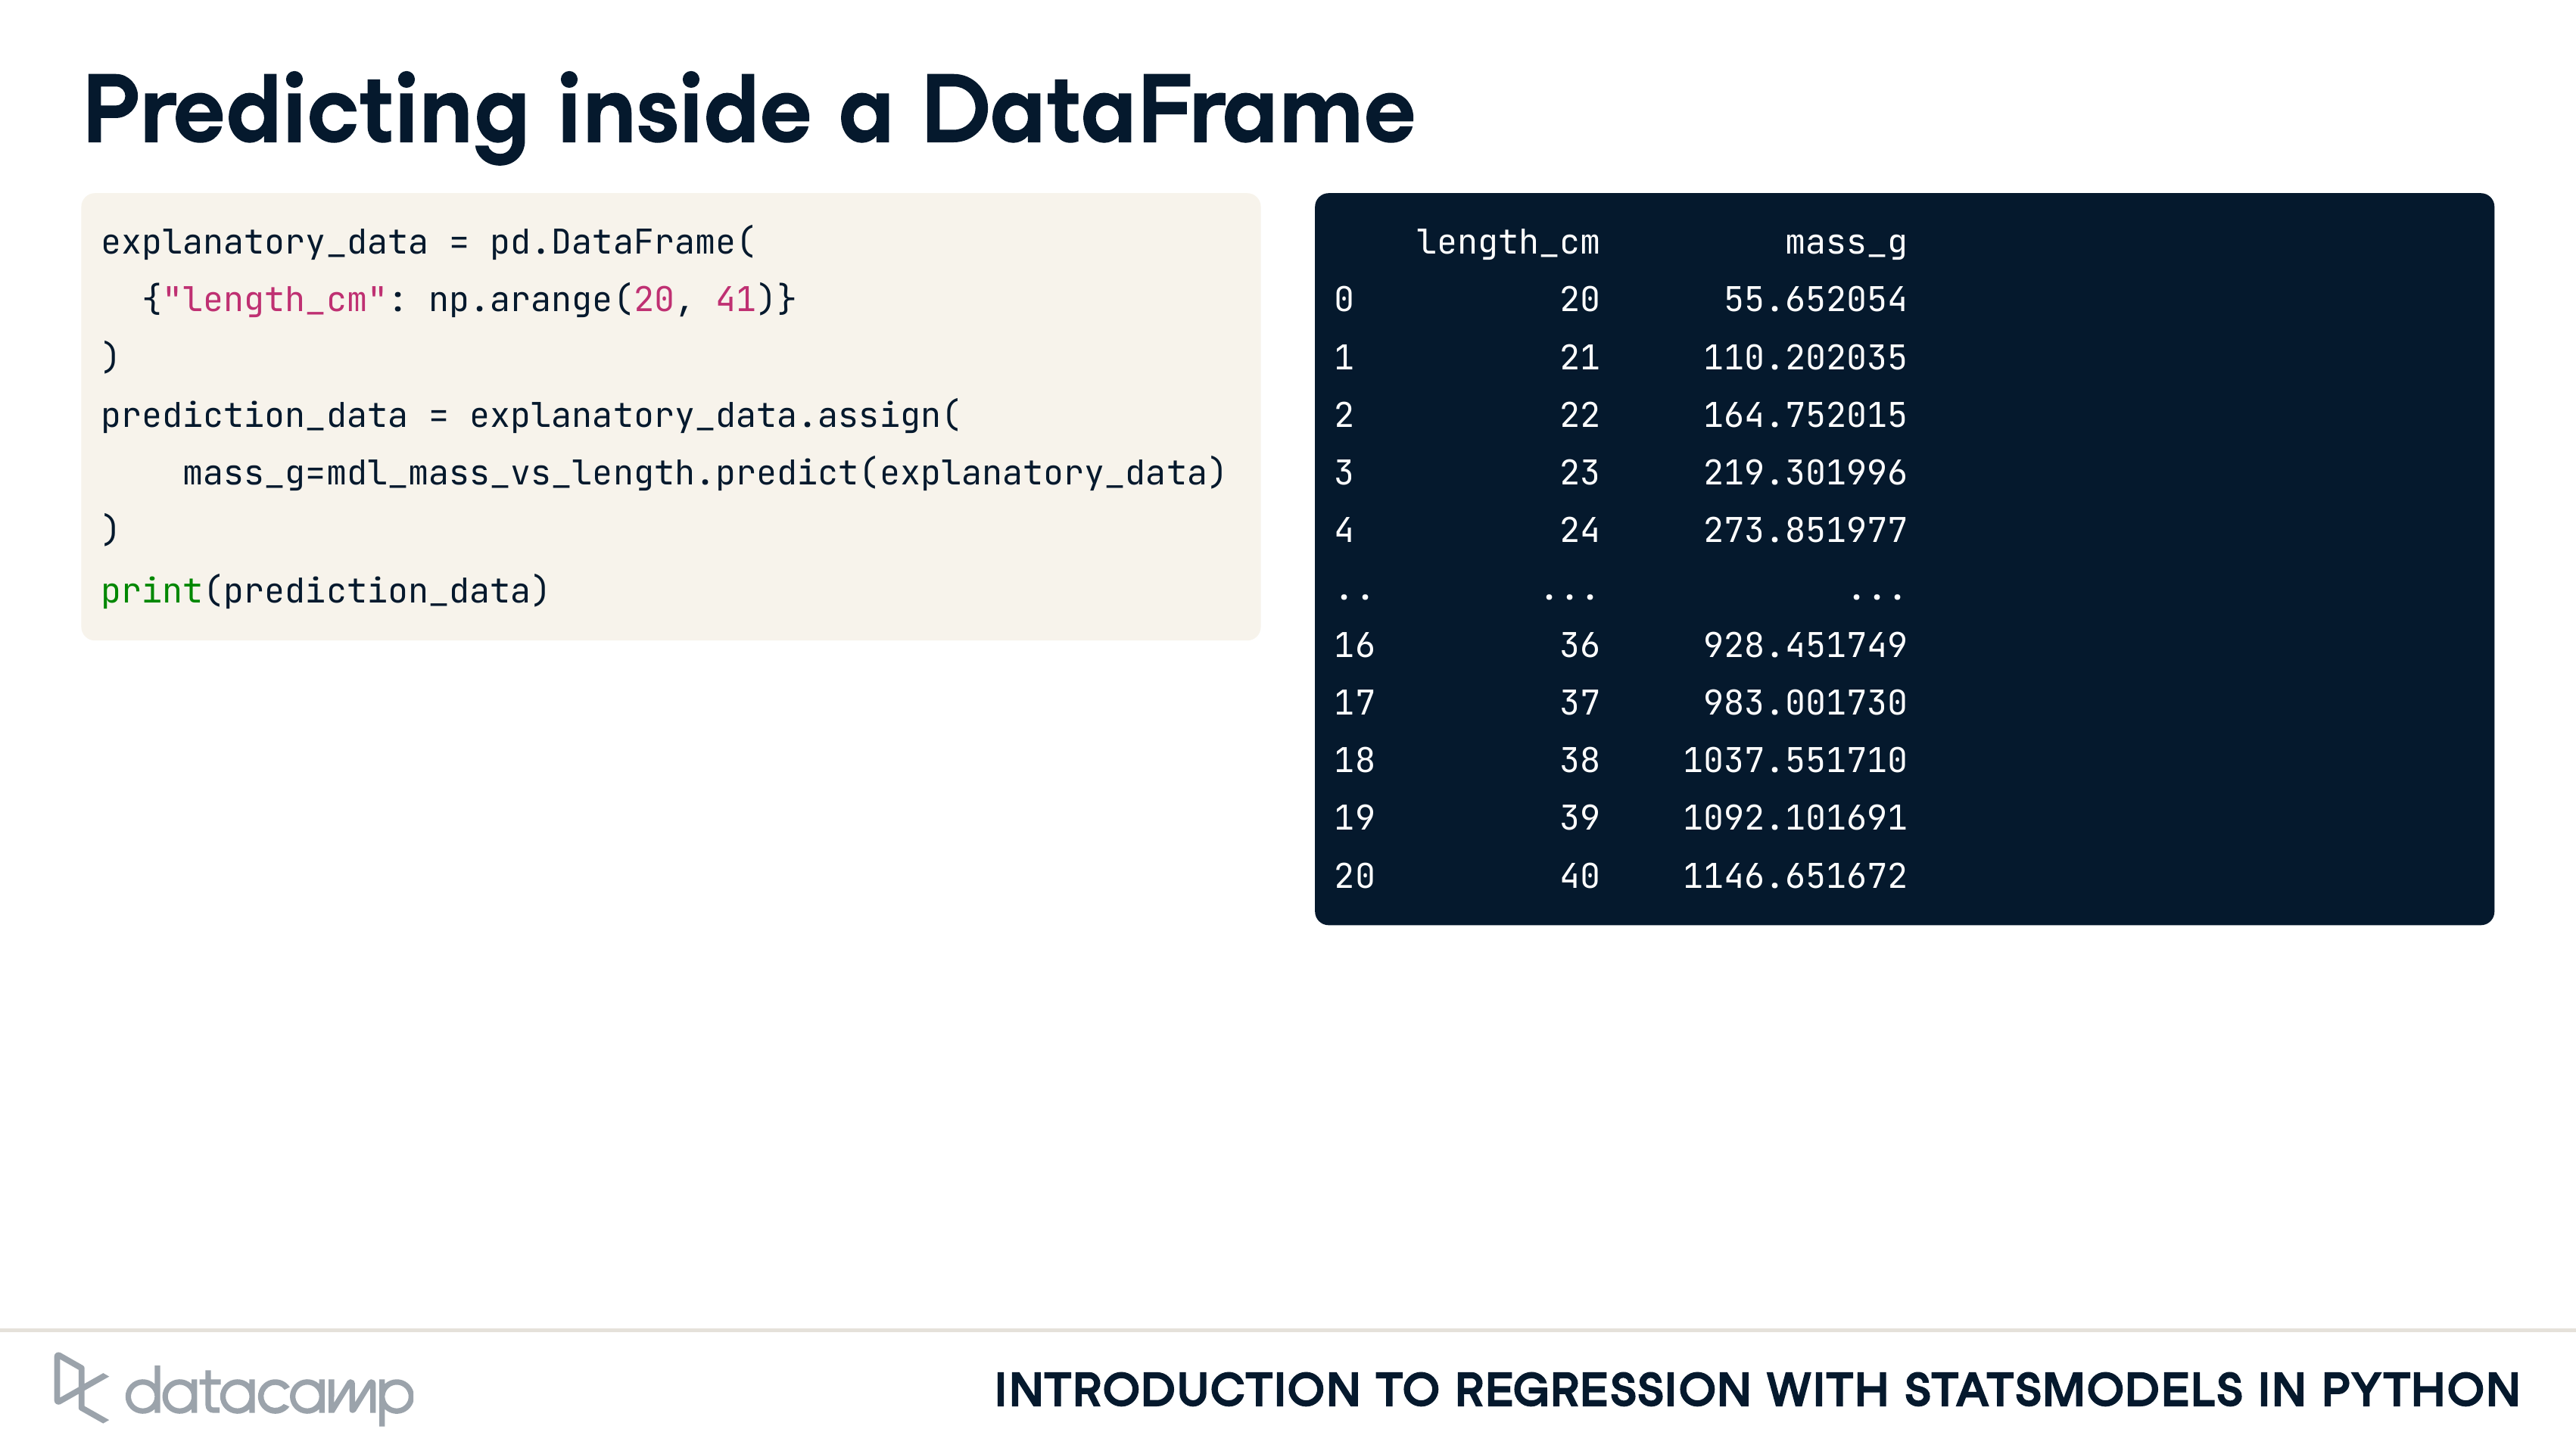 Predicting inside a DataFrame
explanatory_data = pd.DataFrame(
  {"length_cm": np.arange(20, 41)}
)
prediction_data = explanatory_data.assign(
    mass_g=mdl_mass_vs_length.predict(explanatory_data)
)
print(prediction_data)
    length_cm         mass_g
0          20      55.652054
1          21     110.202035
2          22     164.752015
3          23     219.301996
4          24     273.851977
..        ...            ...
16         36     928.451749
17         37     983.001730
18         38    1037.551710
19         39    1092.101691
20         40    1146.651672
datacamp
INTRODUCTION TO REGRESSION WITH STATSMODELS IN PYTHON